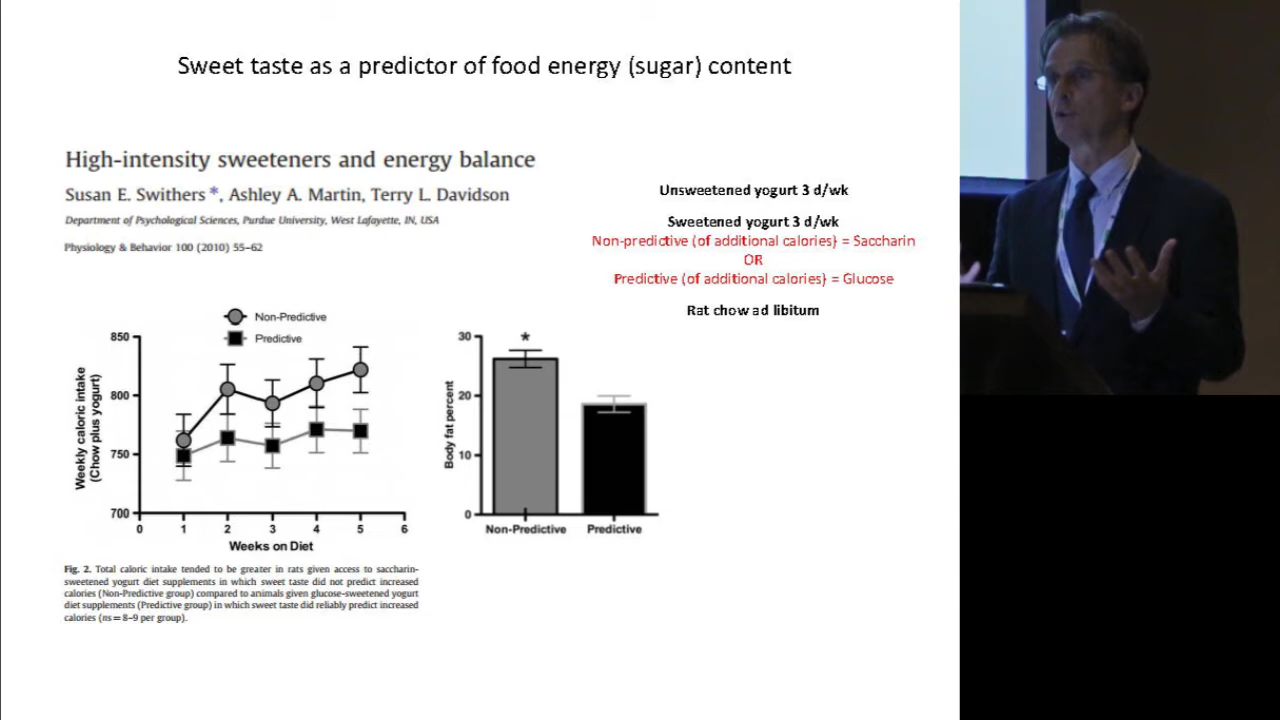 Sweet taste as a predictor of food energy (sugar) content
High-intensity sweeteners and energy balance
Susan E. Swithers *, Ashley A. Martin, Terry L. Davidson
Department of Psychological Sciences, Purdue University, West Lafayette, IN, USA
Physiology & Behavior 100 (2010) 55–62
Unsweetened yogurt 3 d/wk
Sweetened yogurt 3 d/wk
Non-predictive (of additional calories} = Saccharin
OR
Predictive (of additional calories} = Glucose
Rat chow ad libitum
Non-Predictive
Predictive
Weekly caloric intake
(Chow plus yogurt)
850
800
750
700
0 1 2 3 4 5 6
Weeks on Diet
Body fat percent
30
20
10
0
*
Non-Predictive Predictive
Fig. 2. Total caloric intake tended to be greater in rats given access to saccharin-
sweetened yogurt diet supplements in which sweet taste did not predict increased
calories (Non-Predictive group) compared to animals given glucose-sweetened yogurt
diet supplements (Predictive group) in which sweet taste did reliably predict increased
calories (ns = 8–9 per group).